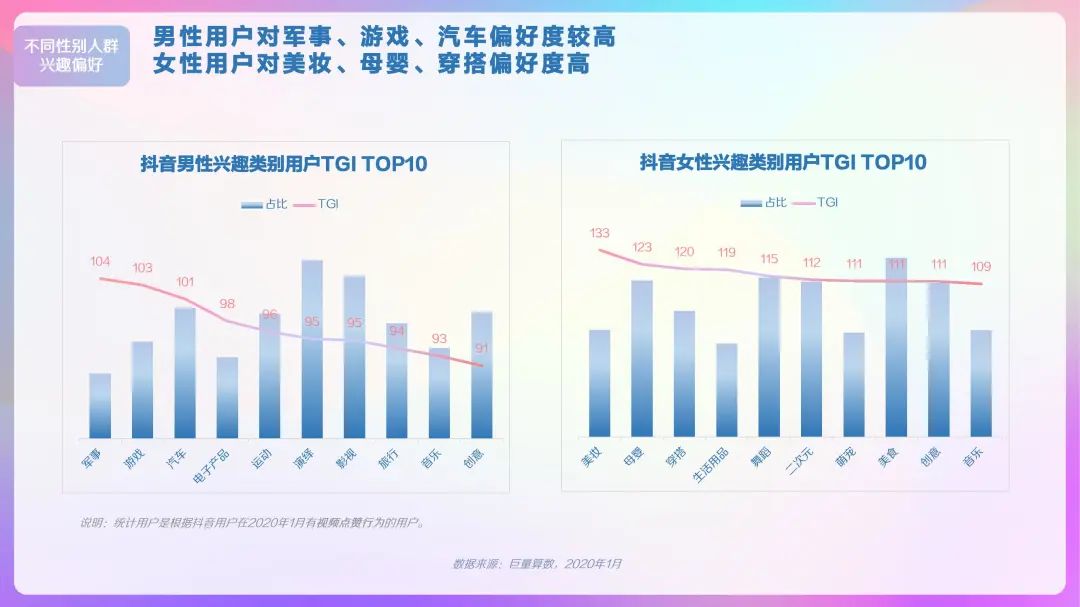 不同性别人群
兴趣偏好
男性用户对军事、游戏、汽车偏好度较高
女性用户对美妆、母婴、穿搭偏好度高
抖音男性兴趣类别用户TGI TOP10
占比 TGI
104 103 101 98 96 95 95 94 93 91
军事 游戏 汽车 电子产品 运动 演绎 影视 旅行 音乐 创意
抖音女性兴趣类别用户TGI TOP10
占比 TGI
133 123 120 119 115 112 111 111 111 109
美妆 母婴 穿搭 生活用品 舞蹈 二次元 萌宠 美食 创意 音乐
说明：统计用户是根据抖音用户在2020年1月有视频点赞行为的用户。
数据来源：巨量算数，2020年1月